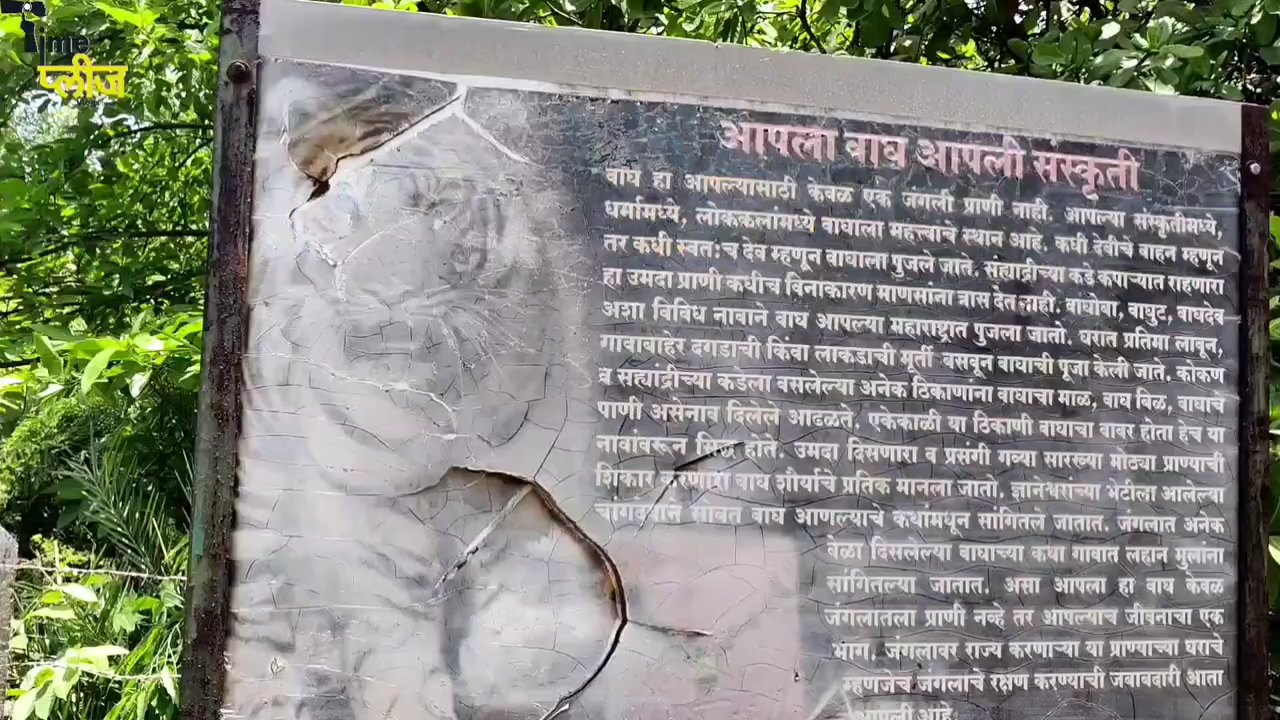 Time
प्लीज
आपला वाघ आपली संस्कृती
वाघ हा आपल्यासाठी केवळ एक जंगली प्राणी नाही. आपल्या संस्कृतीमध्ये,
धर्मामध्ये, लोककलांमध्ये वाघाला महत्त्वाचे स्थान आहे. कधी देवीचे वाहन म्हणून
तर कधी स्वतःच देव म्हणून वाघाला पुजले जाते. सह्याद्रीच्या कडे कपाऱ्यात राहणारा
हा उमदा प्राणी कधीच विनाकारण माणसांना त्रास देत नाही. वाघोबा, वाघुट, वाघदेव
अशा विविध नावाने वाघ आपल्या महाराष्ट्रात पुजला जातो. घरात प्रतिमा लावून,
गावाबाहेर दगडाची किंवा लाकडाची मूर्ती बसवून वाघाची पूजा केली जाते. कोकण
व सह्यांद्रीच्या कडेला वसलेल्या अनेक ठिकाणांना वाघाचा माळ, वाघ बिळ, वाघाचे
पाणी असे नाव दिलेले आढळते. एकेकाळी या ठिकाणी वाघाचा वावर होता हेच या
नावांवरून सिद्ध होते. उमदा दिसणारा व प्रसंगी गव्या सारख्या मोठ्या प्राण्याची
शिकार करणारा वाघ शौर्याचे प्रतिक मानला जातो. ज्ञानेश्वरांच्या भेटीला आलेल्या
चांगदेवाने सोबत वाघ आणल्याचे कथांमधून सांगितले जातात. जंगलात अनेक
वेळा दिसलेल्या वाघाच्या कथा गावात लहान मुलांना
सांगितल्या जातात. असा आपला हा वाघ केवळ
जंगलातला प्राणी नव्हे तर आपल्याच जीवनाचा एक
भाग. जंगलावर राज्य करणाऱ्या या प्राण्याच्या घराचे
म्हणजेच जंगलाचे रक्षण करण्याची जबाबदारी आता
आपली आहे.